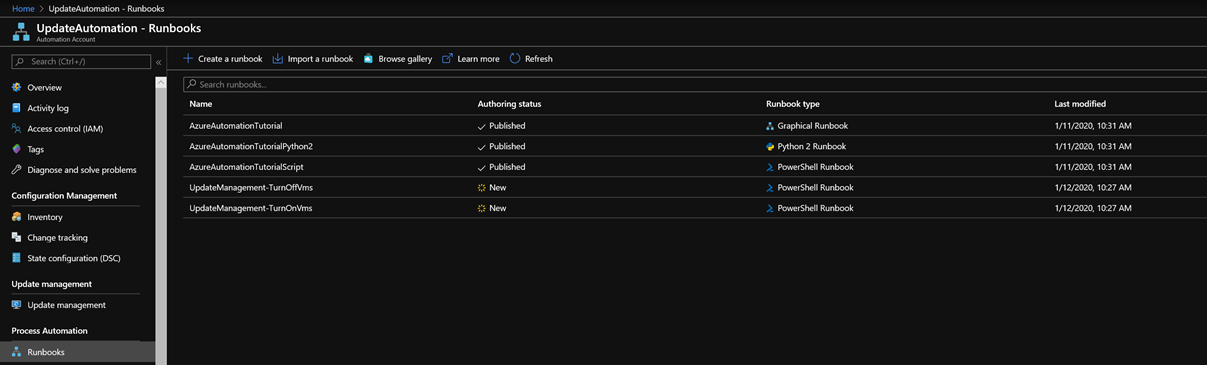 Home > UpdateAutomation - Runbooks
UpdateAutomation - Runbooks
Automation Account
Search (Ctrl+/)
«
Overview
Activity log
Access control (IAM)
Tags
Diagnose and solve problems
Configuration Management
Inventory
Change tracking
State configuration (DSC)
Update management
Update management
Process Automation
Runbooks
Create a runbook Import a runbook Browse gallery Learn more Refresh
Search runbooks...
Name Authoring status Runbook type Last modified
AzureAutomationTutorial Published Graphical Runbook 1/11/2020, 10:31 AM
AzureAutomationTutorialPython2 Published Python 2 Runbook 1/11/2020, 10:31 AM
AzureAutomationTutorialScript Published PowerShell Runbook 1/11/2020, 10:31 AM
UpdateManagement-TurnOffVms New PowerShell Runbook 1/12/2020, 10:27 AM
UpdateManagement-TurnOnVms New PowerShell Runbook 1/12/2020, 10:27 AM